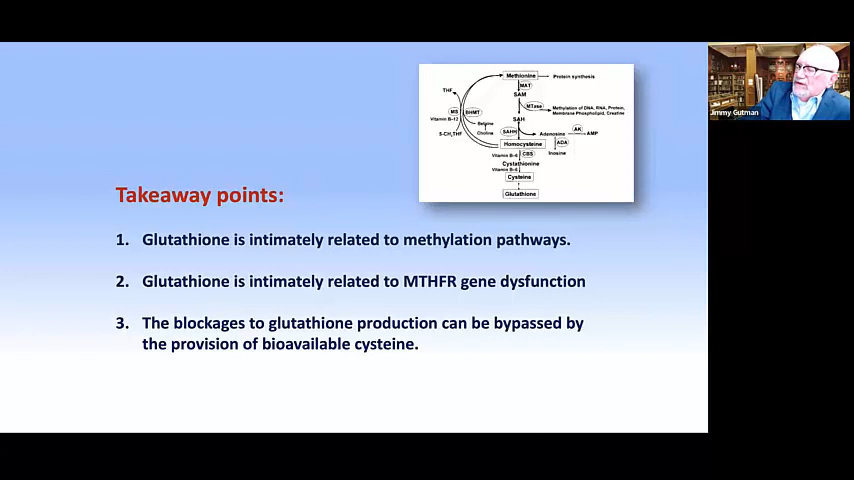 Jimmy Gutman
Methionine
Protein synthesis
MAT
THF
SAM
MS
BHMT
MTase
Methylation of DNA, RNA, Protein,
Membrane Phospholipid, Creatine
Vitamin B-12
Betaine
SAH
Choline
5-CH3THF
SAHH
Adenosine
AK
AMP
ADA
Homocysteine
Inosine
Vitamin B-6
CBS
Cystathionine
Vitamin B-6
Cysteine
Glutathione
Takeaway points:
1. Glutathione is intimately related to methylation pathways.
2. Glutathione is intimately related to MTHFR gene dysfunction
3. The blockages to glutathione production can be bypassed by
the provision of bioavailable cysteine.